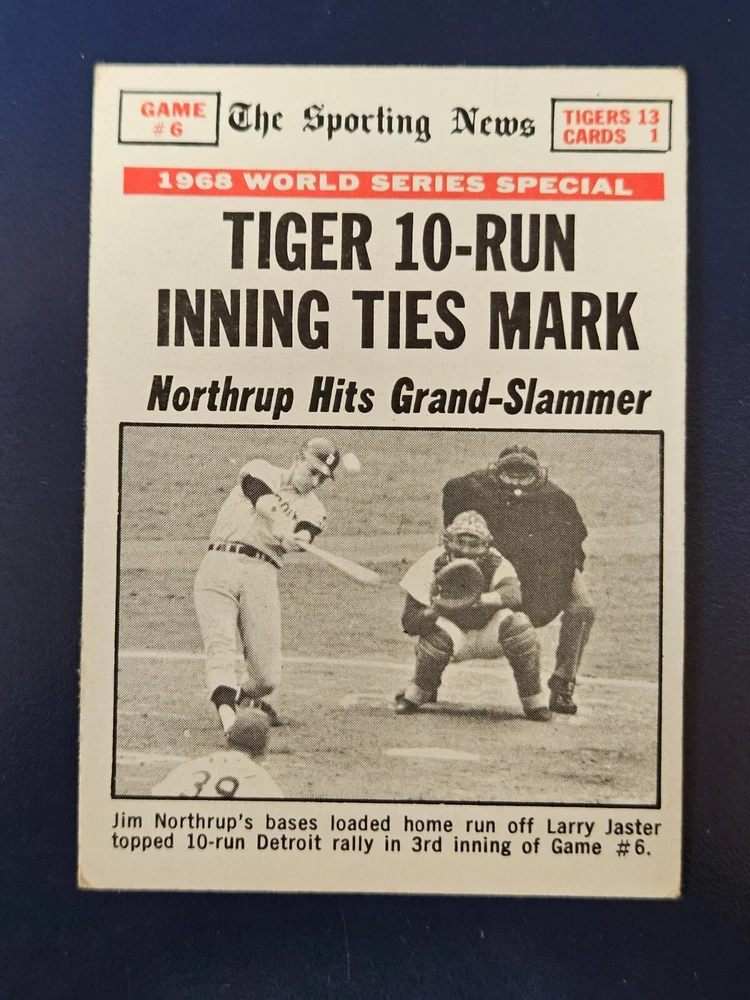 GAME
#6
The Sporting News
TIGERS 13
CARDS 1
1968 WORLD SERIES SPECIAL
TIGER 10-RUN
INNING TIES MARK
Northrup Hits Grand-Slammer
39
Jim Northrup's bases loaded home run off Larry Jaster
topped 10-run Detroit rally in 3rd inning of Game #6.